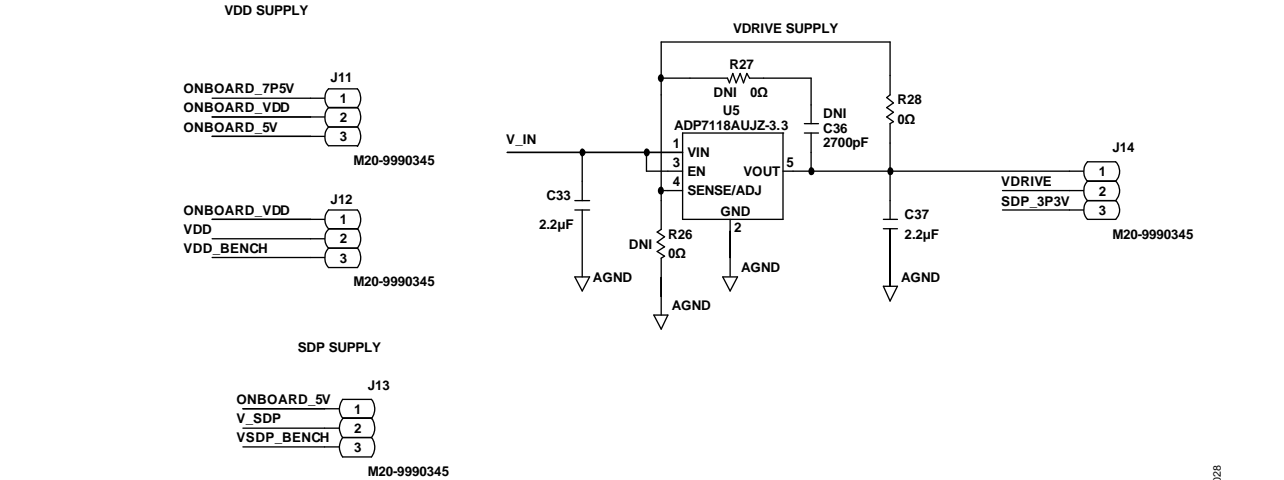 VDD SUPPLY
J11
ONBOARD_7P5V 1
ONBOARD_VDD 2
ONBOARD_5V 3
M20-9990345
J12
ONBOARD_VDD 1
VDD 2
VDD_BENCH 3
M20-9990345
SDP SUPPLY
J13
ONBOARD_5V 1
V_SDP 2
VSDP_BENCH 3
M20-9990345
VDRIVE SUPPLY
R27
DNI 0Ω
U5
ADP7118AUJZ-3.3
DNI
C36
2700pF
R28
0Ω
V_IN
1 VIN
3 EN
4 SENSE/ADJ
VOUT 5
GND
2
C33
2.2µF
AGND
DNI R26
0Ω
AGND
AGND
C37
2.2µF
AGND
J14
1
VDRIVE 2
SDP_3P3V 3
M20-9990345